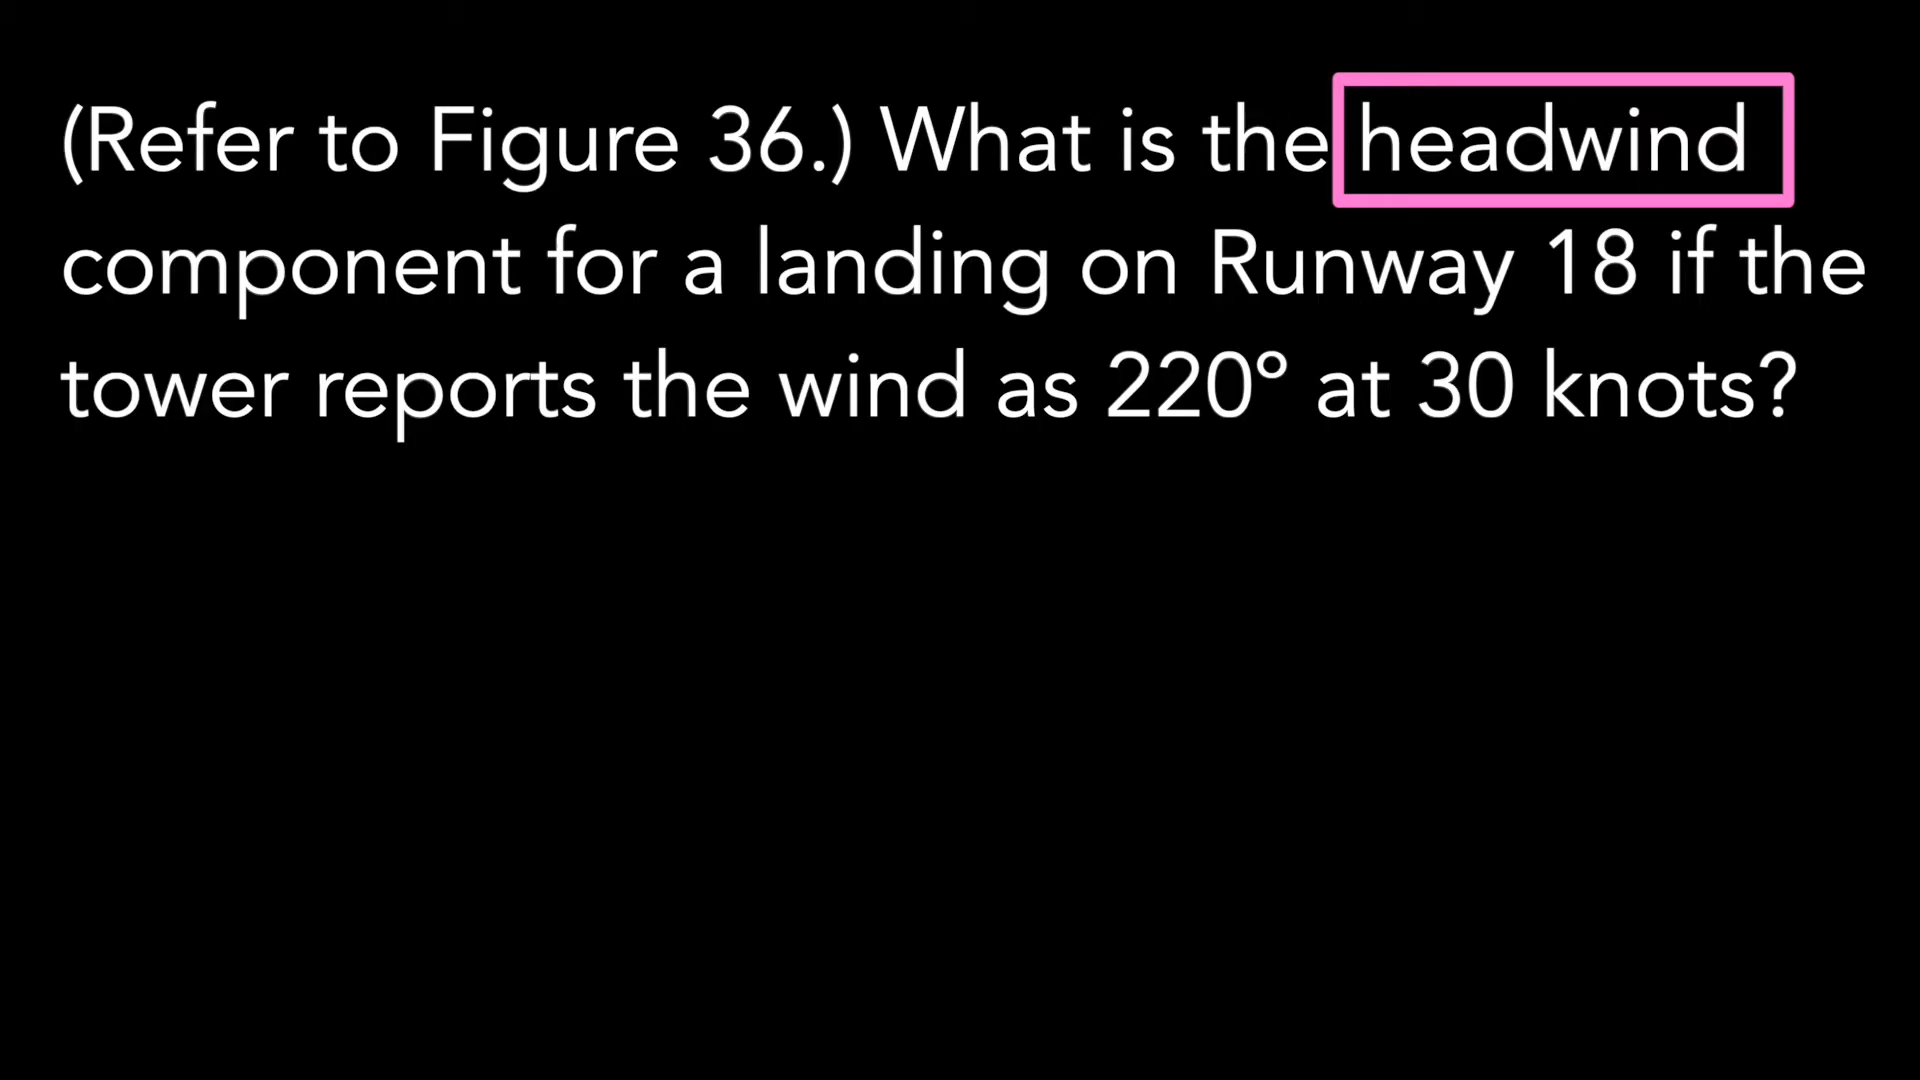 (Refer to Figure 36.) What is the headwind
component for a landing on Runway 18 if the
tower reports the wind as 220º at 30 knots?